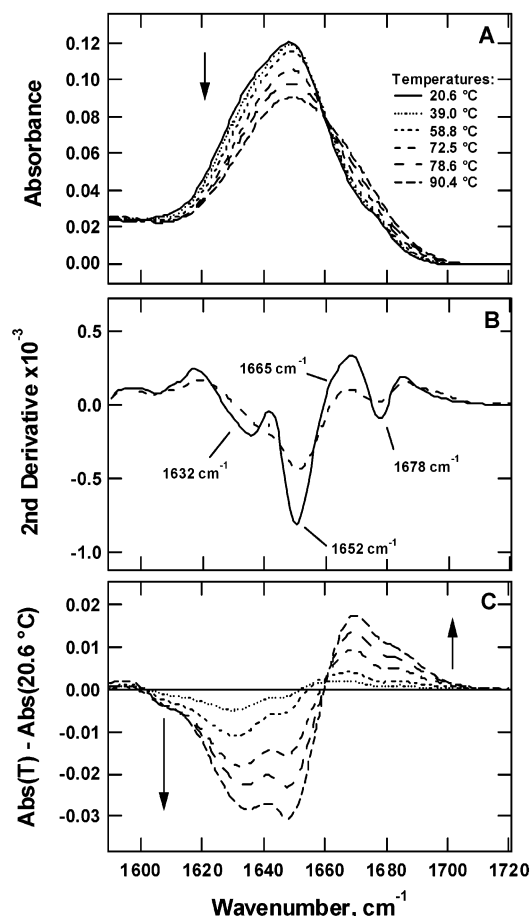 A
0.12
0.10
0.08
0.06
0.04
0.02
0.00
Absorbance
Temperatures:
20.6 °C
39.0 °C
58.8 °C
72.5 °C
78.6 °C
90.4 °C
B
0.5
0.0
-0.5
-1.0
2nd Derivative x10-³
1665 cm⁻¹
1632 cm⁻¹
1678 cm⁻¹
1652 cm⁻¹
C
0.02
0.01
0.00
-0.01
-0.02
-0.03
Abs(T) - Abs(20.6 °C)
1600
1620
1640
1660
1680
1700
1720
Wavenumber, cm⁻¹